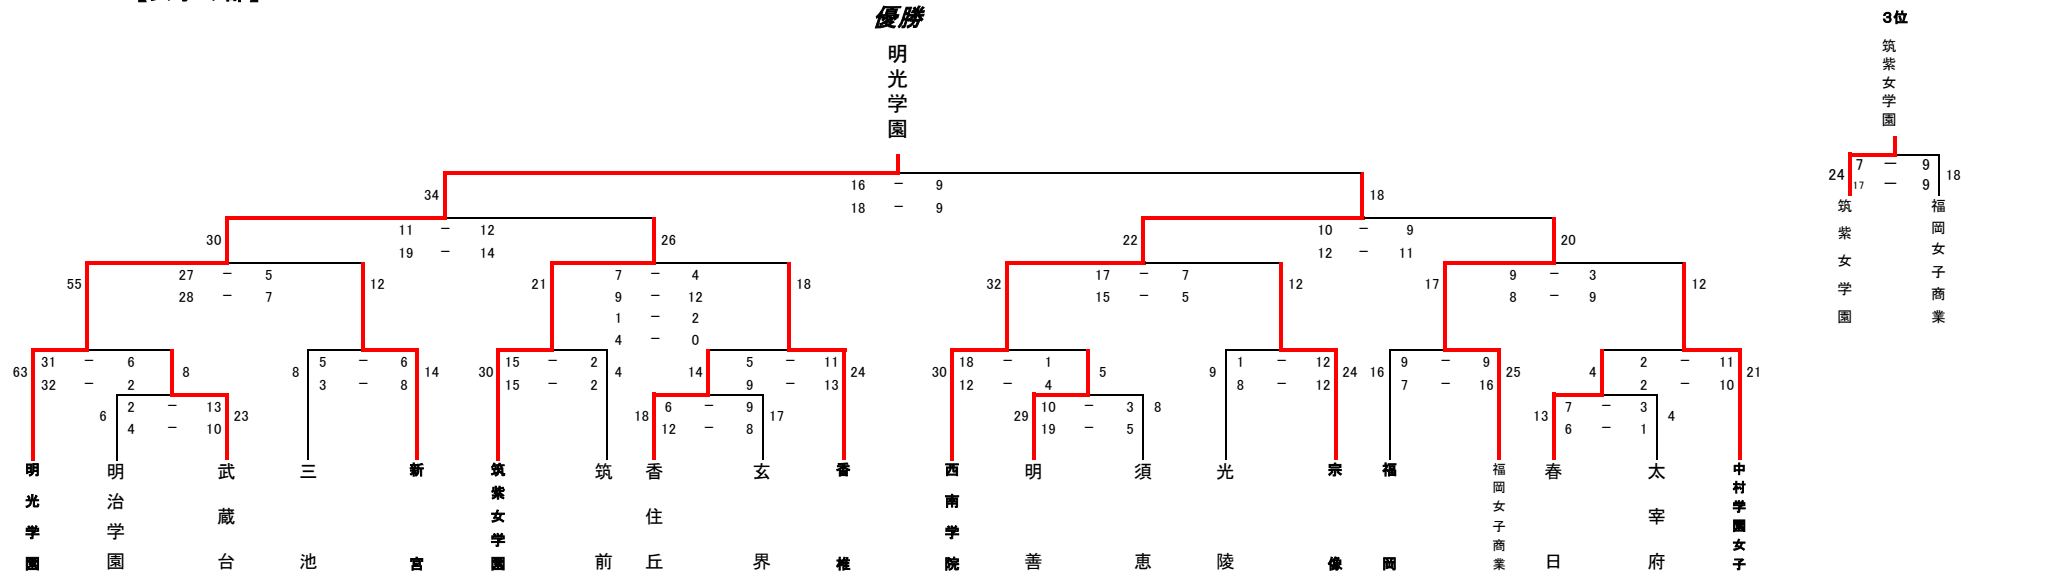 優勝
明光学園
３位
筑紫女学園
7 － 9
24 17 － 9 18
筑紫女学園
福岡女子商業
16 － 9
34 18
18 － 9
11 － 12 10 － 9
30 26 22 20
19 － 14 12 － 11
27 － 5 7 － 4 17 － 7 9 － 3
55 12 21 18 32 12 17 12
28 － 7 9 － 12 15 － 5 8 － 9
1 － 2
4 － 0
31 － 6 5 － 6 15 － 2 5 － 11 18 － 1 1 － 12 9 － 9 2 － 11
63 8 8 14 30 4 14 24 30 5 9 24 16 25 4 21
32 － 2 3 － 8 15 － 2 9 － 13 12 － 4 8 － 12 7 － 16 2 － 10
2 － 13 6 － 9 10 － 3 8 7 － 3
6 23 18 17 29 13 4
4 － 10 12 － 8 19 － 5 6 － 1
明光学園
明治学園
武蔵台
三池
新宮
筑紫女学園
筑前
香住丘
玄界
香椎
西南学院
明善
須恵
光陵
宗像
福岡
福岡女子商業
春日
太宰府
中村学園女子